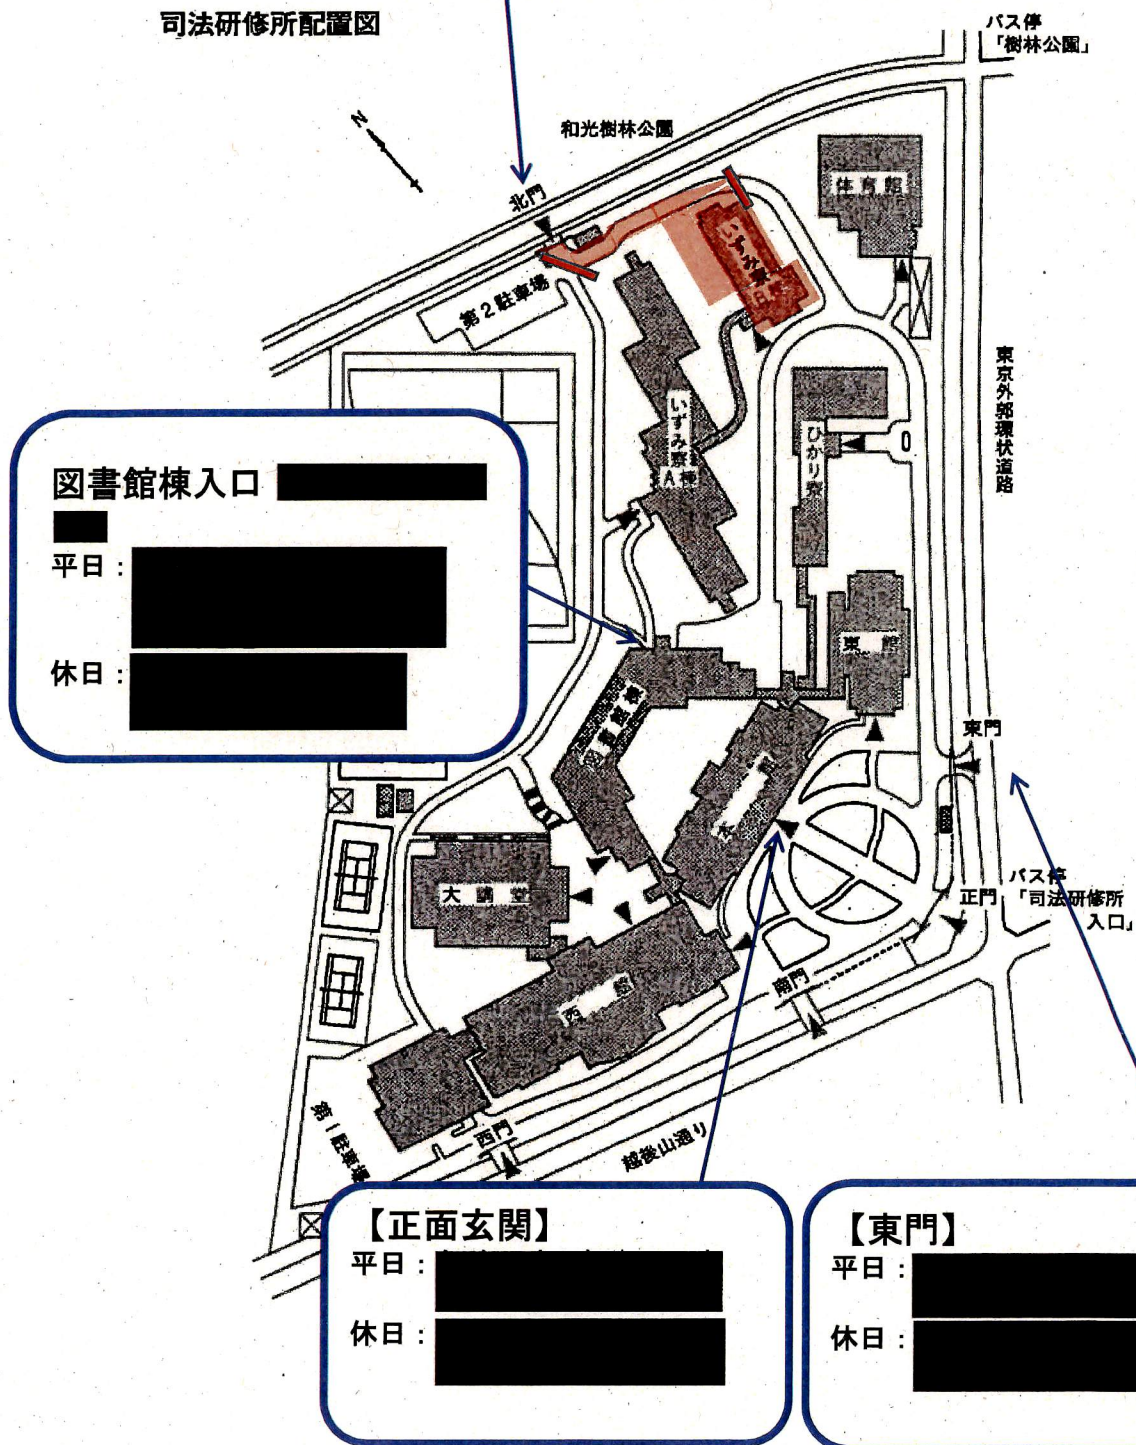 司法研修所配置図
バス停
「樹林公園」
N
和光樹林公園
北門
体育館
いずみ寮
B棟
第2駐車場
東京外郭環状道路
いずみ寮
A棟
ひかり寮
図書館棟入口
平日：
休日：
東館
図書館棟
本館
東門
大講堂
バス停
「司法研修所
入口」
正門
西館
南門
第一駐車場
西門
越後山通り
【正面玄関】
平日：
休日：
【東門】
平日：
休日：